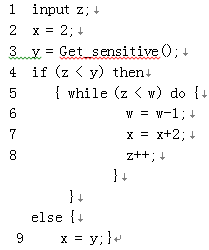 1 input z;↓
2 x = 2;↓
3 y = Get_sensitive();↓
4 if (z < y) then↓
5 { while (z < w) do {↓
6 w = w-1;↓
7 x = x+2;↓
8 z++;↓
}↓
}↓
else {↓
9 x = y;}↵